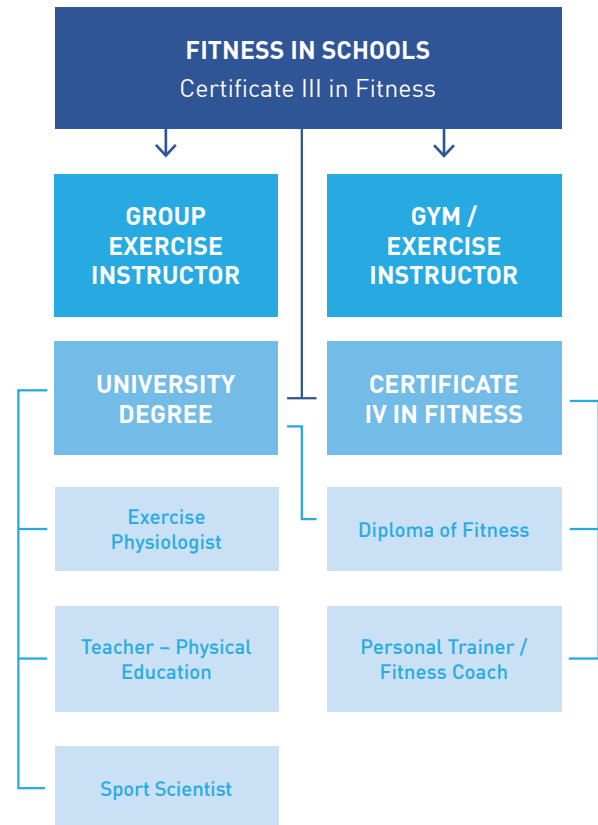 FITNESS IN SCHOOLS
Certificate III in Fitness
GROUP
EXERCISE
INSTRUCTOR
GYM /
EXERCISE
INSTRUCTOR
UNIVERSITY
DEGREE
CERTIFICATE
IV IN FITNESS
Exercise
Physiologist
Diploma of Fitness
Teacher – Physical
Education
Personal Trainer /
Fitness Coach
Sport Scientist